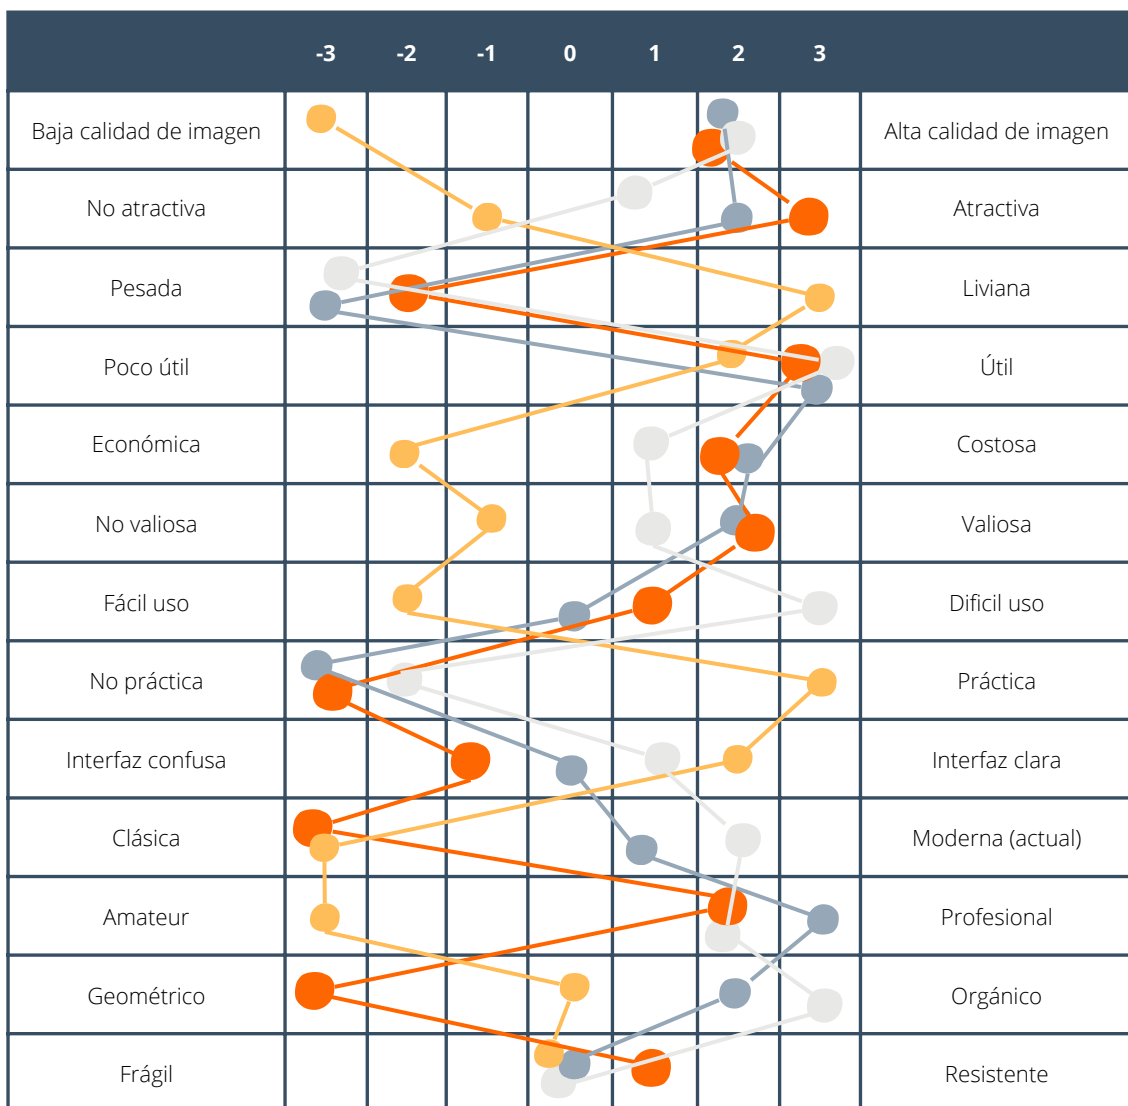 -3 -2 -1 0 1 2 3
Baja calidad de imagen Alta calidad de imagen
No atractiva Atractiva
Pesada Liviana
Poco útil Útil
Económica Costosa
No valiosa Valiosa
Fácil uso Dificil uso
No práctica Práctica
Interfaz confusa Interfaz clara
Clásica Moderna (actual)
Amateur Profesional
Geométrico Orgánico
Frágil Resistente